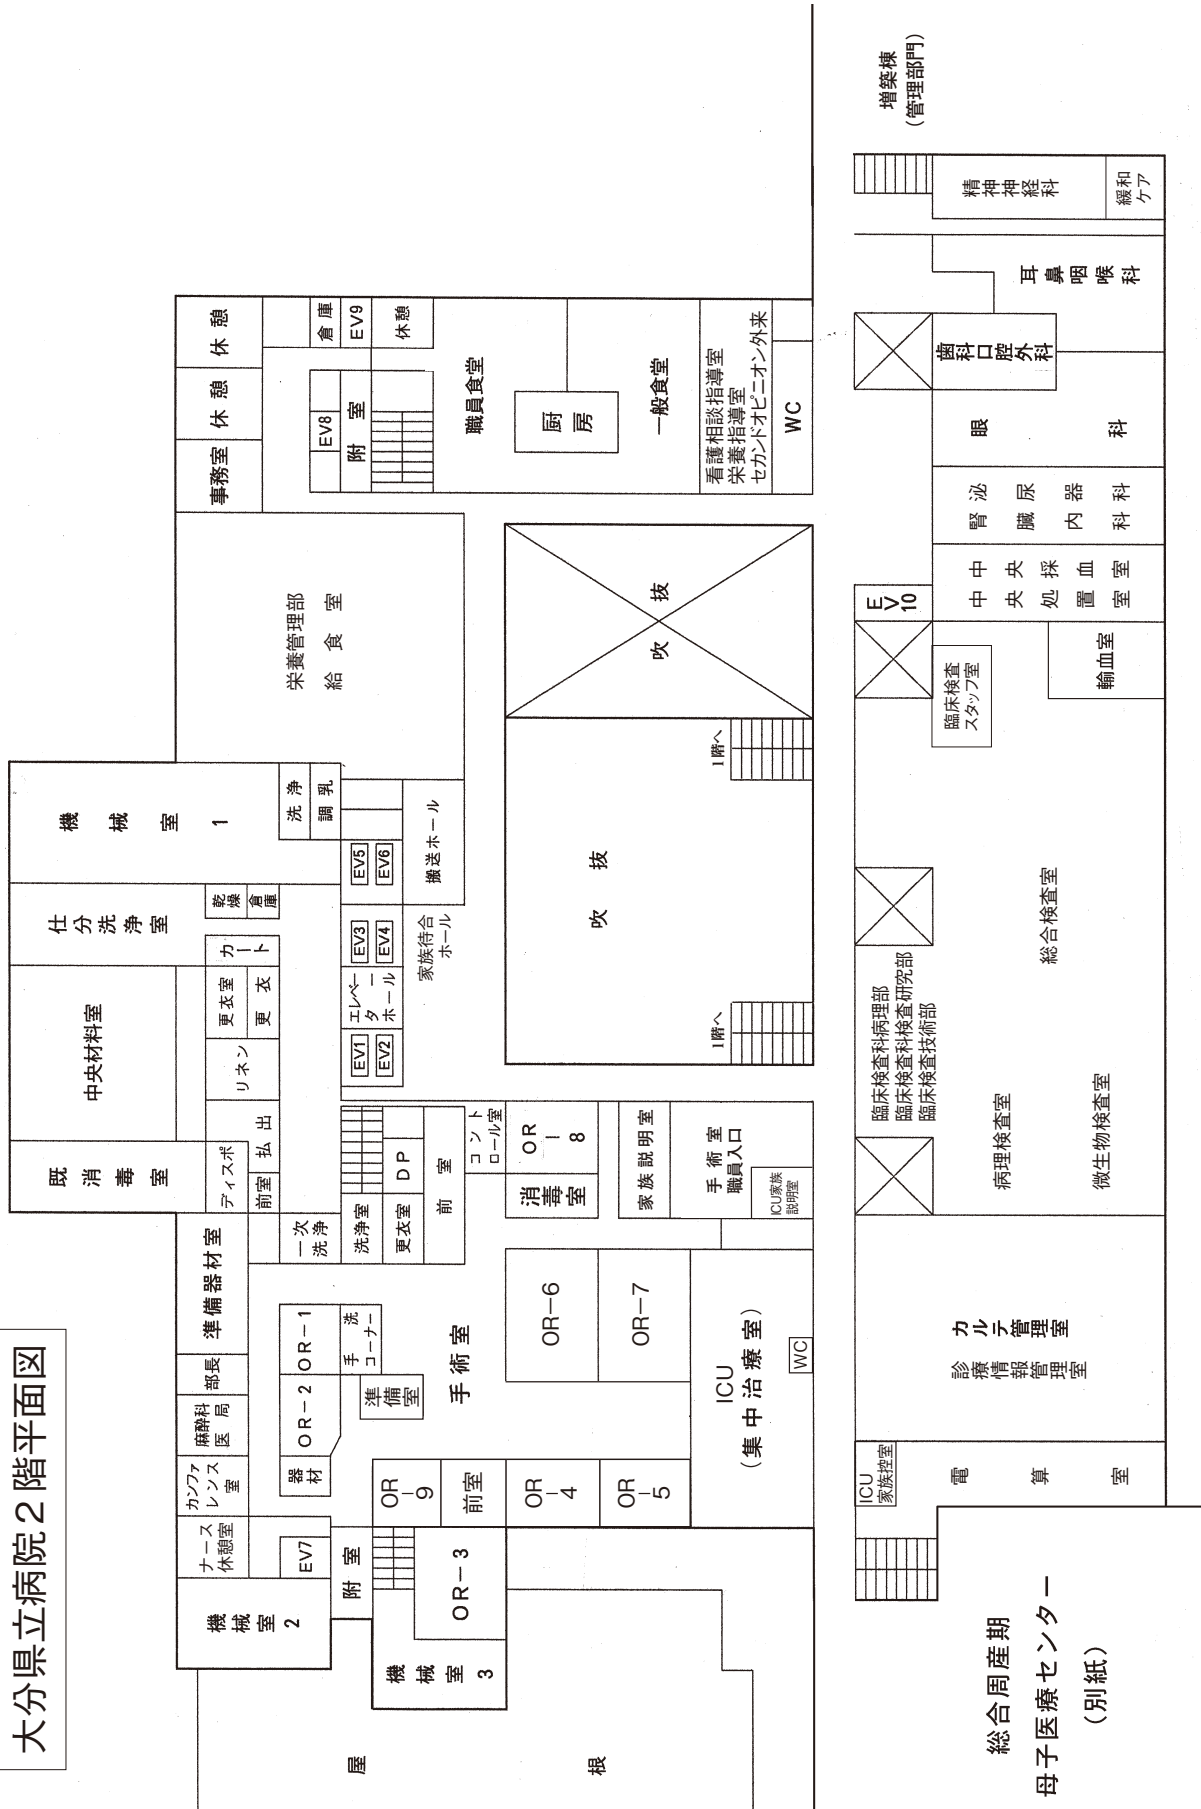 大分県立病院2階平面図
機械室1
仕分洗浄室
中央材料室
既消毒室
乾燥
倉庫
カート
更衣室
更衣
リネン
払出
ディスポ
前室
洗浄
調乳
栄養管理部
給食室
事務室
休憩
休憩
倉庫
EV9
休憩
EV8
附室
職員食堂
厨房
一般食堂
看護相談指導室
栄養指導室
セカンドオピニオン外来
WC
機械室2
ナース
休憩室
カンファ
レンス
室
麻酔科
医局
部長
準備器材室
一次
洗浄
洗浄室
更衣室
DP
前室
コント
ロール室
EV7
附室
器材
OR-2
OR-1
手洗
コーナー
準備
室
手術室
EV1
EV2
エレベー
ター
ホール
EV3
EV4
EV5
EV6
搬送ホール
家族待合
ホール
機械室3
OR-3
OR-9
前室
OR-4
OR-5
OR-6
OR-7
OR-8
消毒室
家族説明室
手術室
職員入口
ICU家族
説明室
ICU
(集中治療室)
WC
吹抜
吹抜
1階へ
1階へ
屋根
総合周産期
母子医療センター
(別紙)
ICU
家族控室
電算室
カルテ管理室
診療情報管理室
臨床検査科病理部
臨床検査科検査研究部
臨床検査技術部
病理検査室
微生物検査室
総合検査室
臨床検査
スタッフ室
輸血室
EV10
中央採血室
中央処置室
腎臓内科
泌尿器科
眼科
歯科口腔外科
耳鼻咽喉科
精神神経科
緩和
ケア
増築棟
(管理部門)